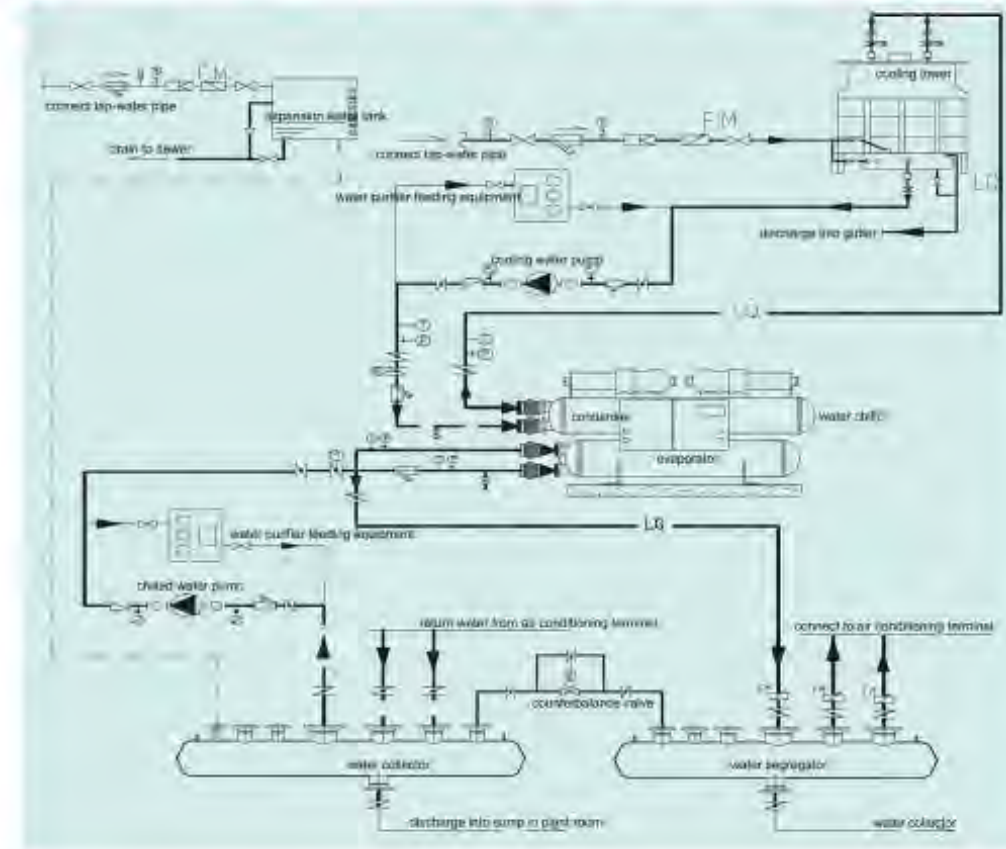 cooling tower
FM
connect tap-water pipe
expansion water tank
drain to sewer
FM
connect tap-water pipe
water purifier feeding equipment
discharge into gutter
cooling water pump
condenser
water chiller
evaporator
water purifier feeding equipment
chilled water pump
return water from air conditioning terminal
connect to air conditioning terminal
counterbalance valve
water collector
water segregator
discharge into sump in plant room
water collector